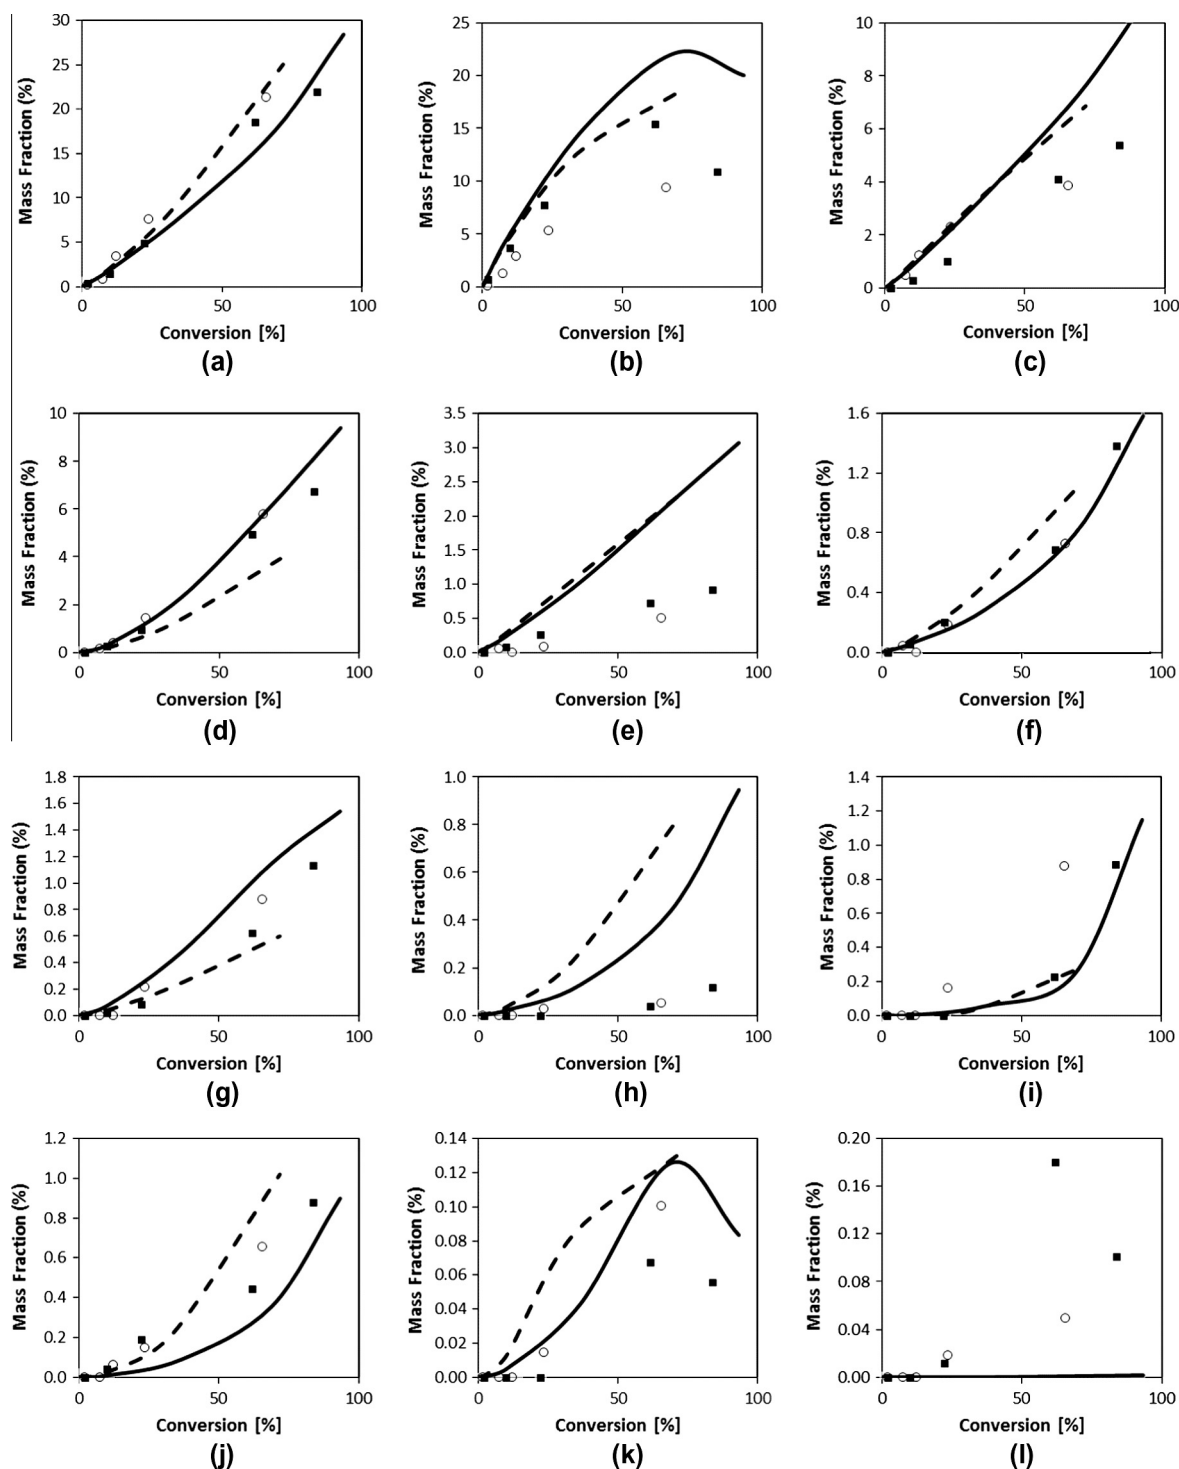 30
25
20
15
10
5
0
0 50 100
Mass Fraction (%)
Conversion [%]
(a)
25
20
15
10
5
0
0 50 100
Mass Fraction (%)
Conversion [%]
(b)
10
8
6
4
2
0
0 50 100
Mass Fraction (%)
Conversion [%]
(c)
10
8
6
4
2
0
0 50 100
Mass Fraction (%)
Conversion [%]
(d)
3.5
3.0
2.5
2.0
1.5
1.0
0.5
0.0
0 50 100
Mass Fraction (%)
Conversion [%]
(e)
1.6
1.2
0.8
0.4
0.0
0 50 100
Mass Fraction (%)
Conversion [%]
(f)
1.8
1.6
1.4
1.2
1.0
0.8
0.6
0.4
0.2
0.0
0 50 100
Mass Fraction (%)
Conversion [%]
(g)
1.0
0.8
0.6
0.4
0.2
0.0
0 50 100
Mass Fraction (%)
Conversion [%]
(h)
1.4
1.2
1.0
0.8
0.6
0.4
0.2
0.0
0 50 100
Mass Fraction (%)
Conversion [%]
(i)
1.2
1.0
0.8
0.6
0.4
0.2
0.0
0 50 100
Mass Fraction (%)
Conversion [%]
(j)
0.14
0.12
0.10
0.08
0.06
0.04
0.02
0.00
0 50 100
Mass Fraction (%)
Conversion [%]
(k)
0.20
0.16
0.12
0.08
0.04
0.00
0 50 100
Mass Fraction (%)
Conversion [%]
(l)